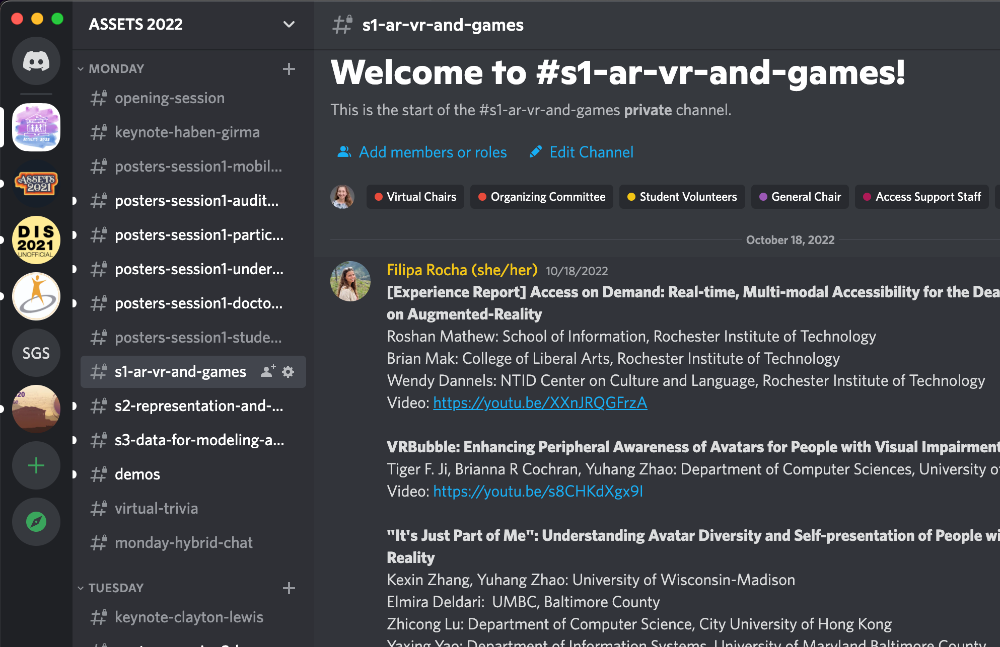 ASSETS 2022
MONDAY
opening-session
keynote-haben-girma
posters-session1-mobil...
posters-session1-audit...
posters-session1-partic...
posters-session1-under...
posters-session1-docto...
posters-session1-stude...
s1-ar-vr-and-games
s2-representation-and-...
s3-data-for-modeling-a...
demos
virtual-trivia
monday-hybrid-chat
TUESDAY
keynote-clayton-lewis
ASSETS 2022
ASSETS
2021
DIS
2021
UNOFFICIAL
SGS
20
ce
s1-ar-vr-and-games
Welcome to #s1-ar-vr-and-games!
This is the start of the #s1-ar-vr-and-games private channel.
Add members or roles Edit Channel
Virtual Chairs Organizing Committee Student Volunteers General Chair Access Support Staff
October 18, 2022
Filipa Rocha (she/her) 10/18/2022
[Experience Report] Access on Demand: Real-time, Multi-modal Accessibility for the Dea
on Augmented-Reality
Roshan Mathew: School of Information, Rochester Institute of Technology
Brian Mak: College of Liberal Arts, Rochester Institute of Technology
Wendy Dannels: NTID Center on Culture and Language, Rochester Institute of Technology
Video: https://youtu.be/XXnJRQGFrzA
VRBubble: Enhancing Peripheral Awareness of Avatars for People with Visual Impairment
Tiger F. Ji, Brianna R Cochran, Yuhang Zhao: Department of Computer Sciences, University of
Video: https://youtu.be/s8CHKdXgx9I
"It's Just Part of Me": Understanding Avatar Diversity and Self-presentation of People wi
Reality
Kexin Zhang, Yuhang Zhao: University of Wisconsin-Madison
Elmira Deldari: UMBC, Baltimore County
Zhicong Lu: Department of Computer Science, City University of Hong Kong
Yaxing Yao: Department of Information Systems, University of Maryland Baltimore County